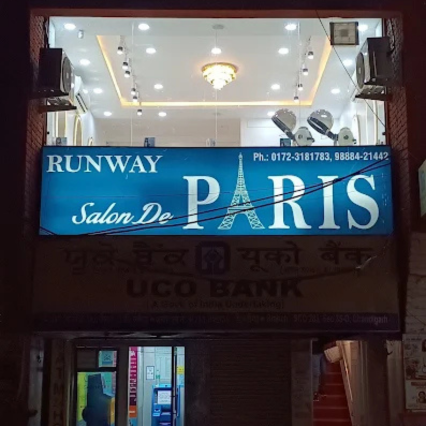 RUNWAY
Ph.: 0172-3181783, 98884-21442
Salon De PARIS
ਯੂਕੋ ਬੈਂਕ यूको बैंक
UCO BANK